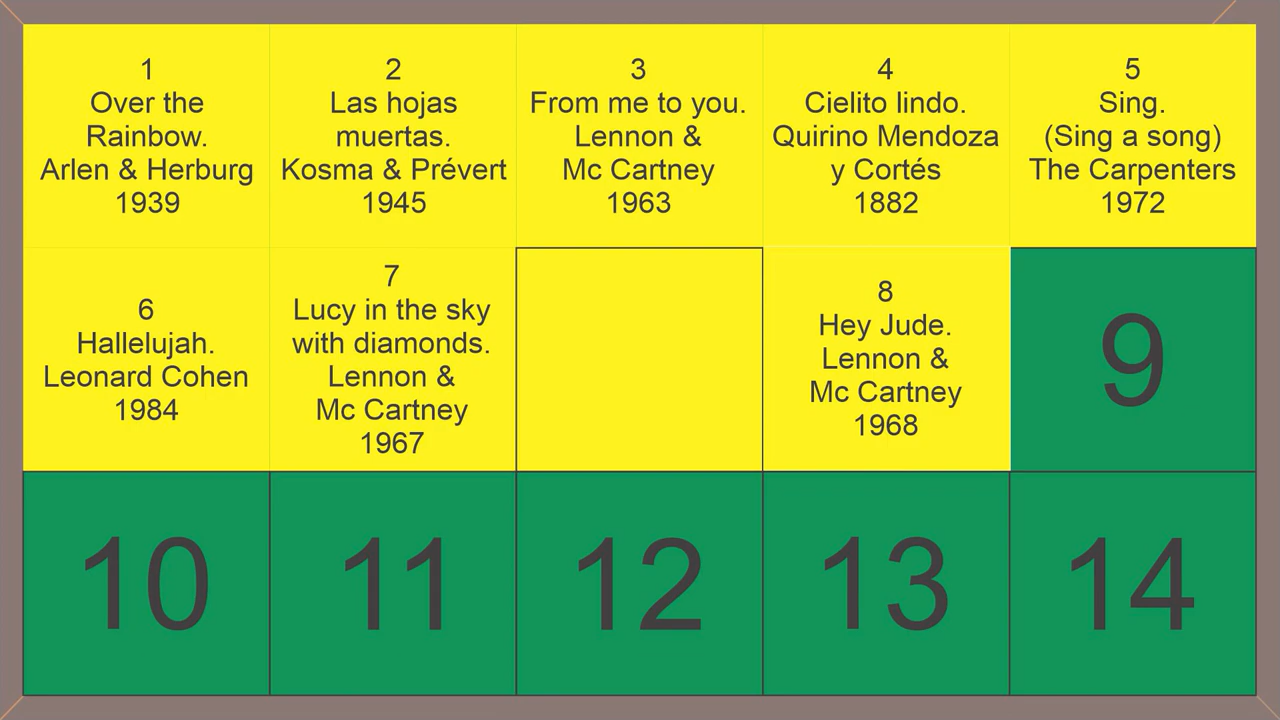 1
Over the
Rainbow.
Arlen & Herburg
1939
2
Las hojas
muertas.
Kosma & Prévert
1945
3
From me to you.
Lennon &
Mc Cartney
1963
4
Cielito lindo.
Quirino Mendoza
y Cortés
1882
5
Sing.
(Sing a song)
The Carpenters
1972
6
Hallelujah.
Leonard Cohen
1984
7
Lucy in the sky
with diamonds.
Lennon &
Mc Cartney
1967
8
Hey Jude.
Lennon &
Mc Cartney
1968
9
10
11
12
13
14